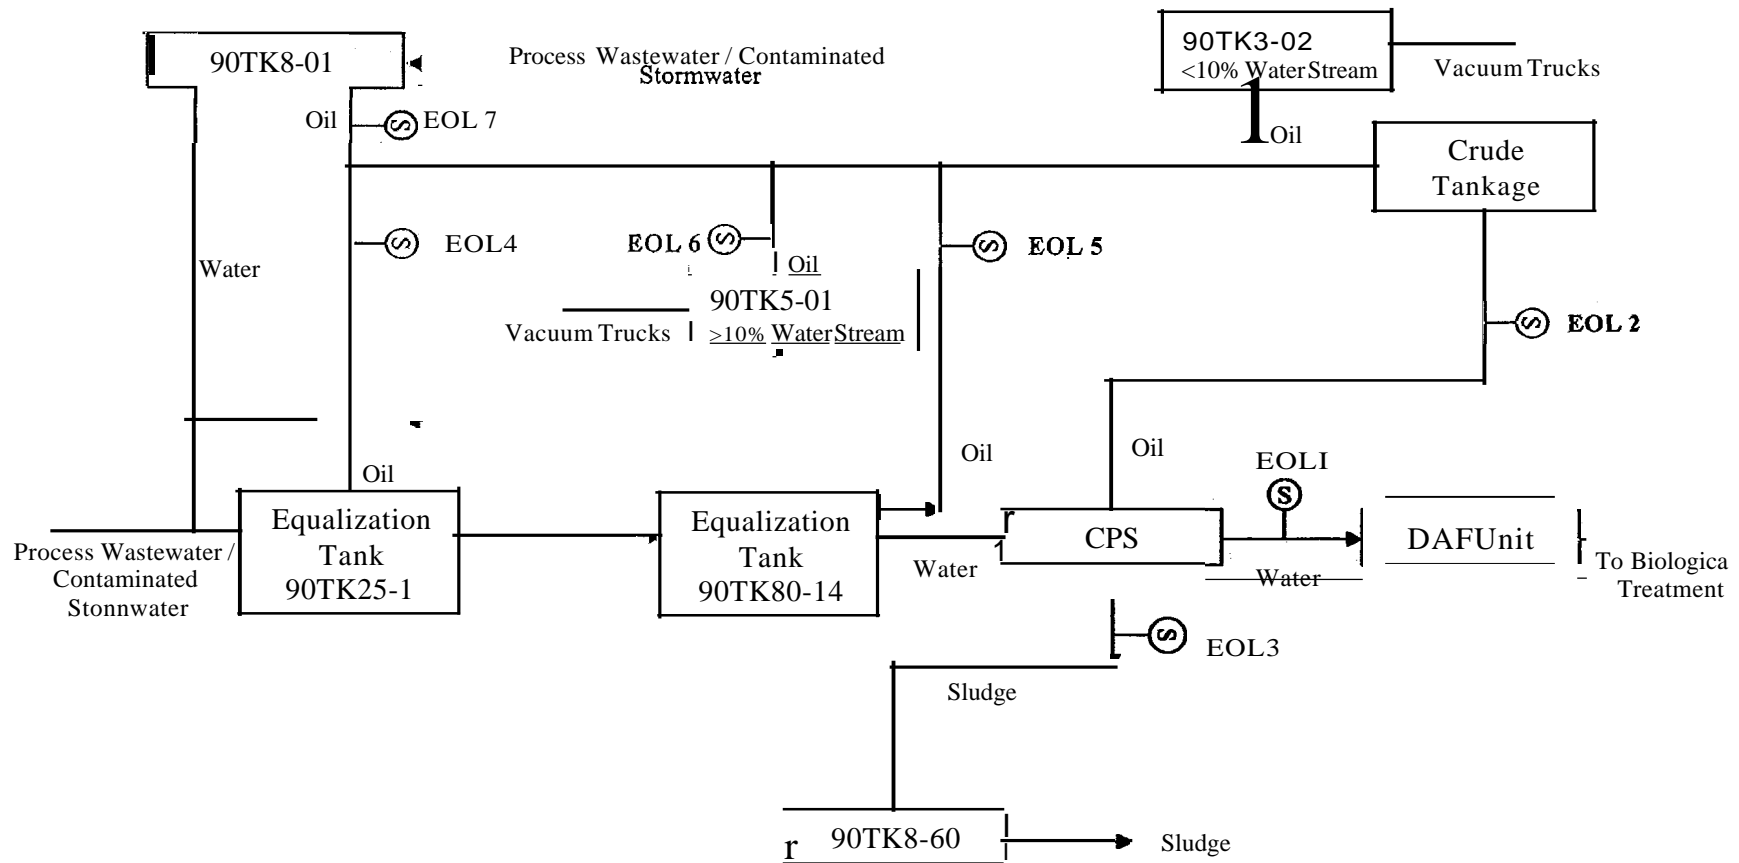 90TK8-01
Process Wastewater / Contaminated
Stormwater
90TK3-02
<10% Water Stream
Vacuum Trucks
Oil
EOL 7
Oil
Crude
Tankage
EOL4
EOL 6
EOL 5
Water
Oil
90TK5-01
Vacuum Trucks
>10% Water Stream
EOL 2
Oil
Oil
Oil
EOLI
Equalization
Tank
90TK25-1
Equalization
Tank
90TK80-14
CPS
DAFUnit
Process Wastewater /
Contaminated
Stonnwater
Water
Water
To Biologica
Treatment
EOL3
Sludge
90TK8-60
Sludge